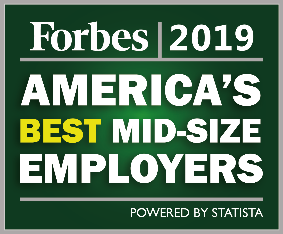 Forbes | 2019
AMERICA'S
BEST MID-SIZE
EMPLOYERS
POWERED BY STATISTA